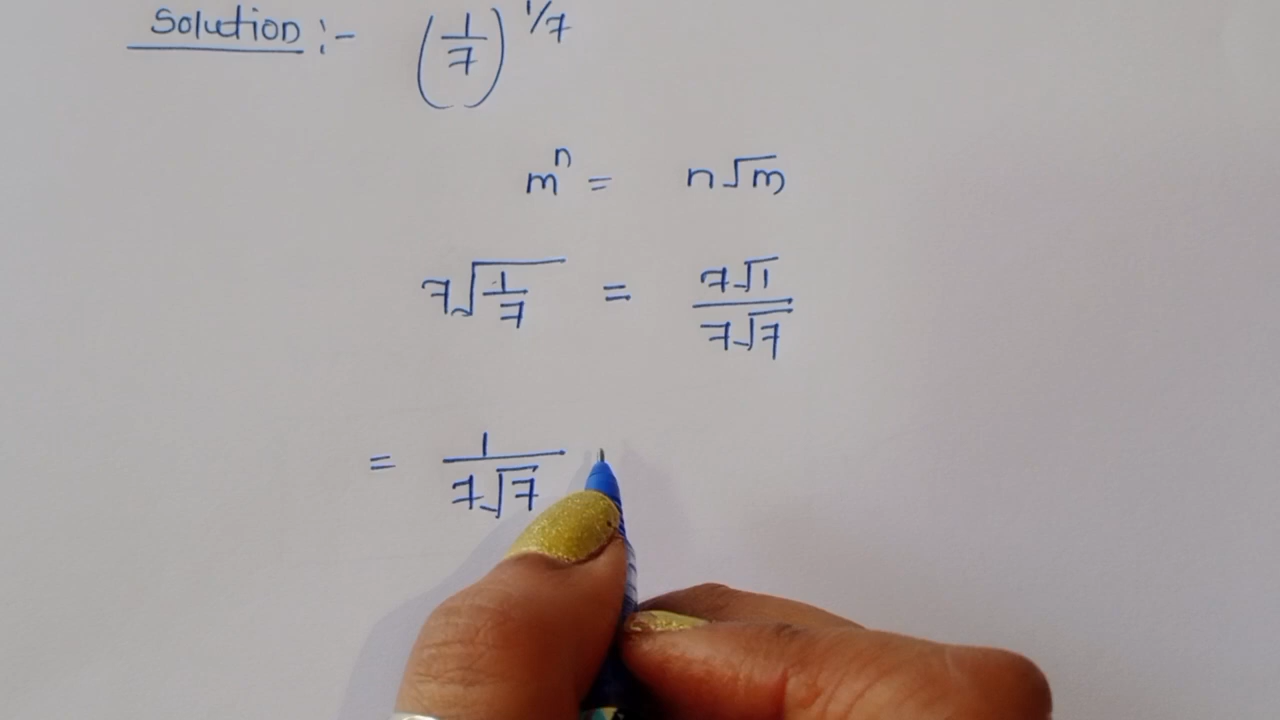 Solution :- (1/7)^1/7
m^n = n√m
7√(1/7) = 7√1 / 7√7
= 1 / 7√7